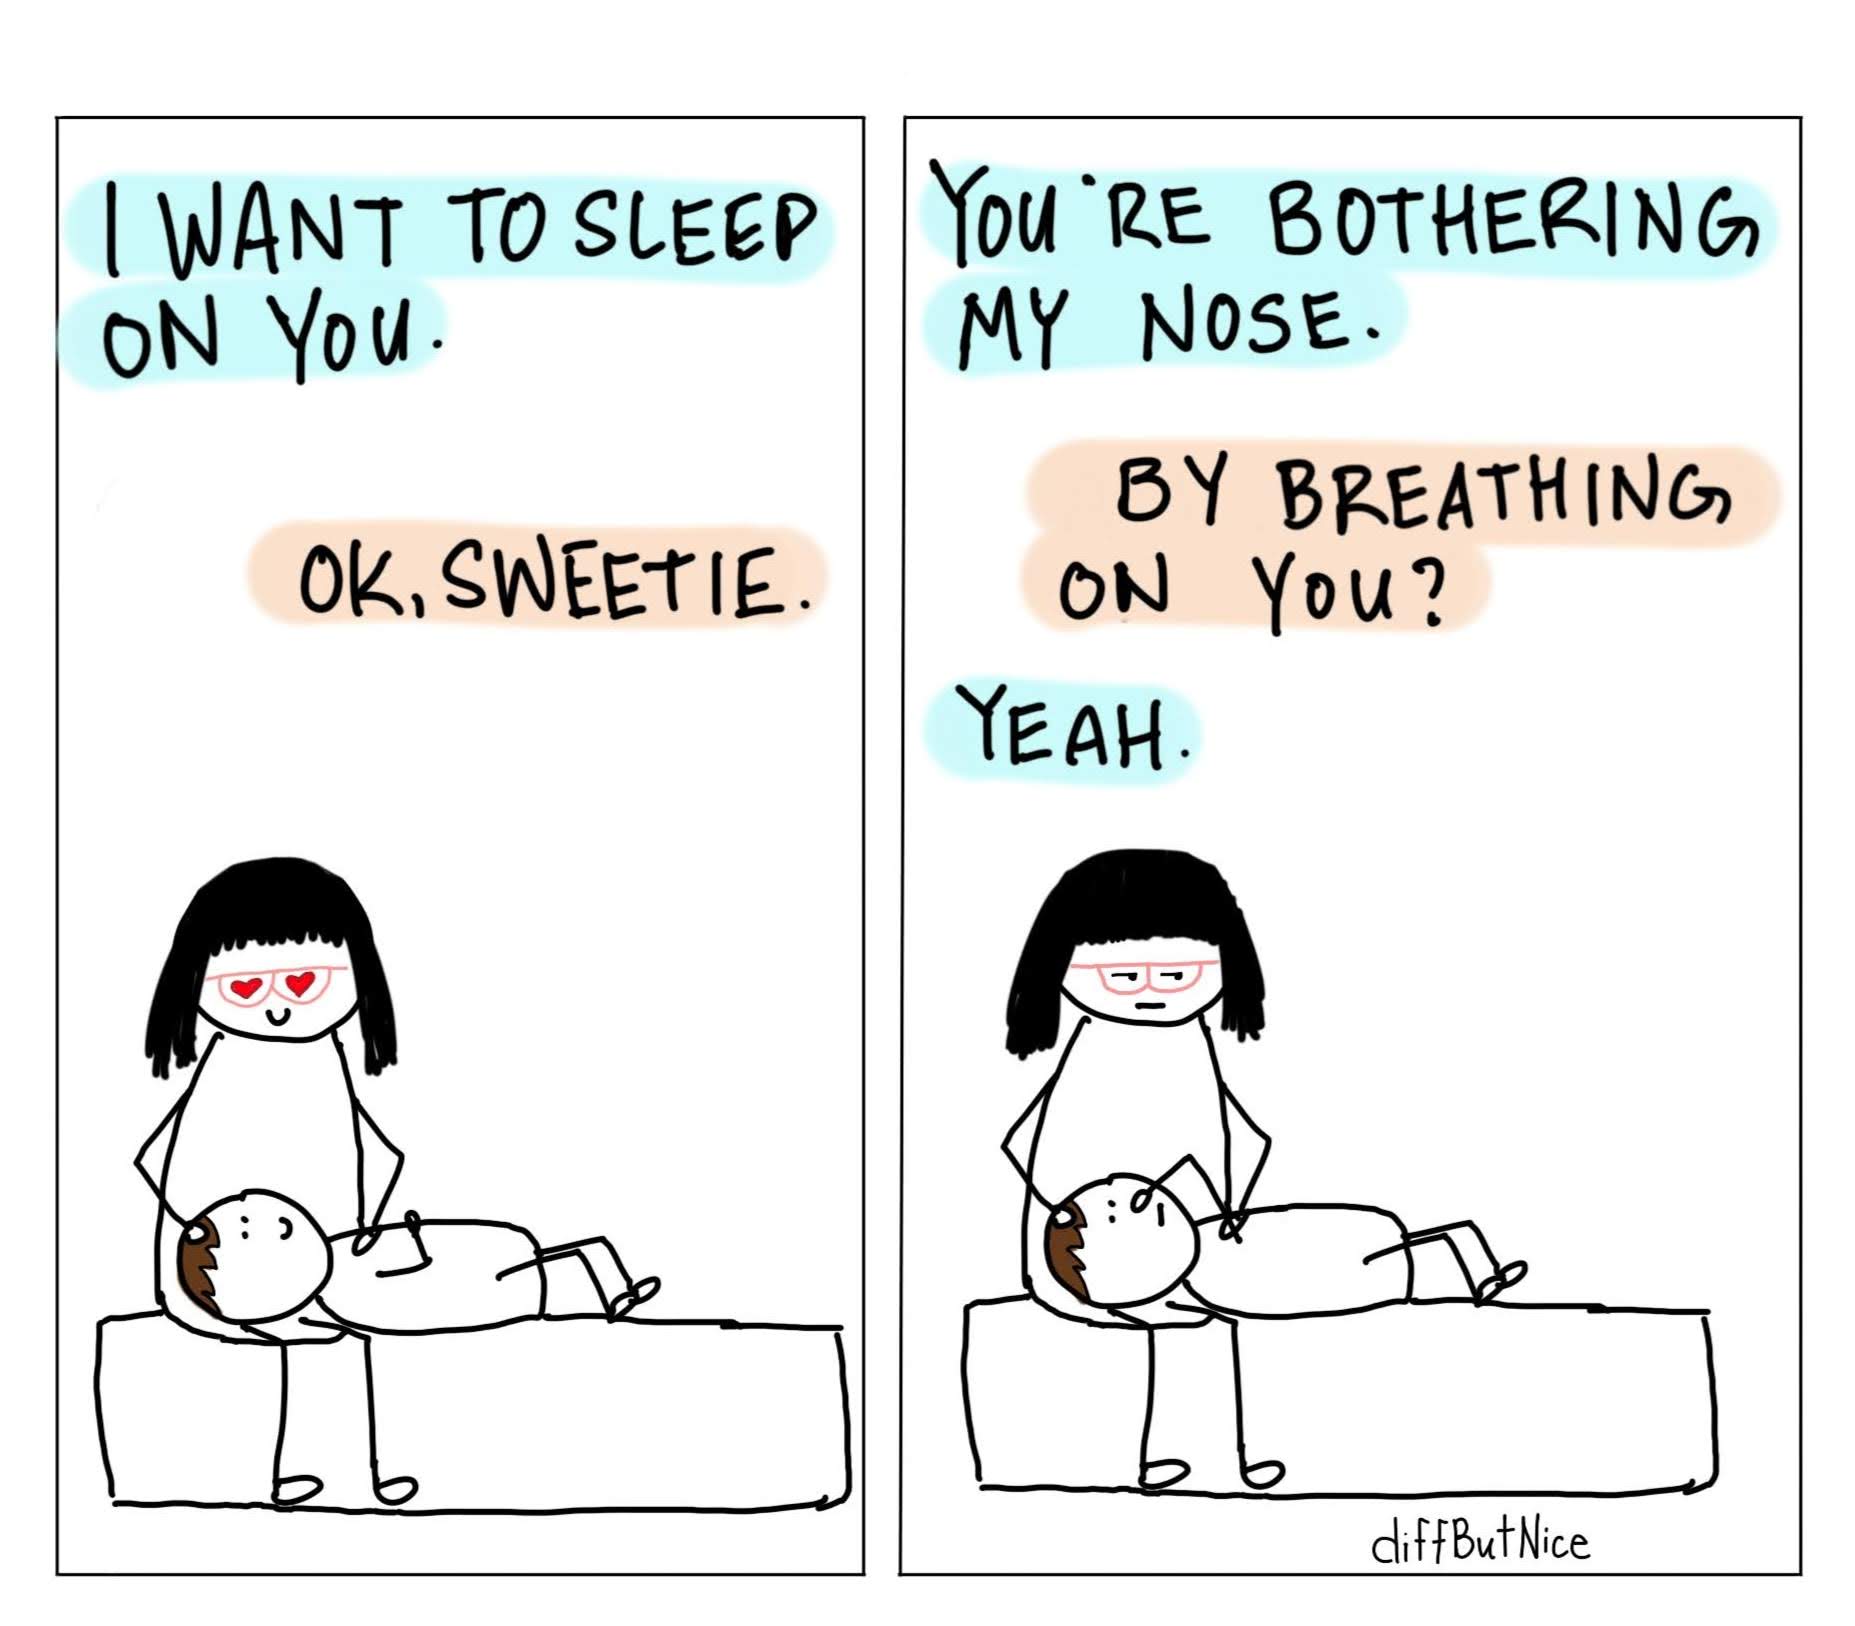 I WANT TO SLEEP
ON YOU.
OK, SWEETIE.
YOU'RE BOTHERING
MY NOSE.
BY BREATHING
ON YOU?
YEAH.
diffButNice